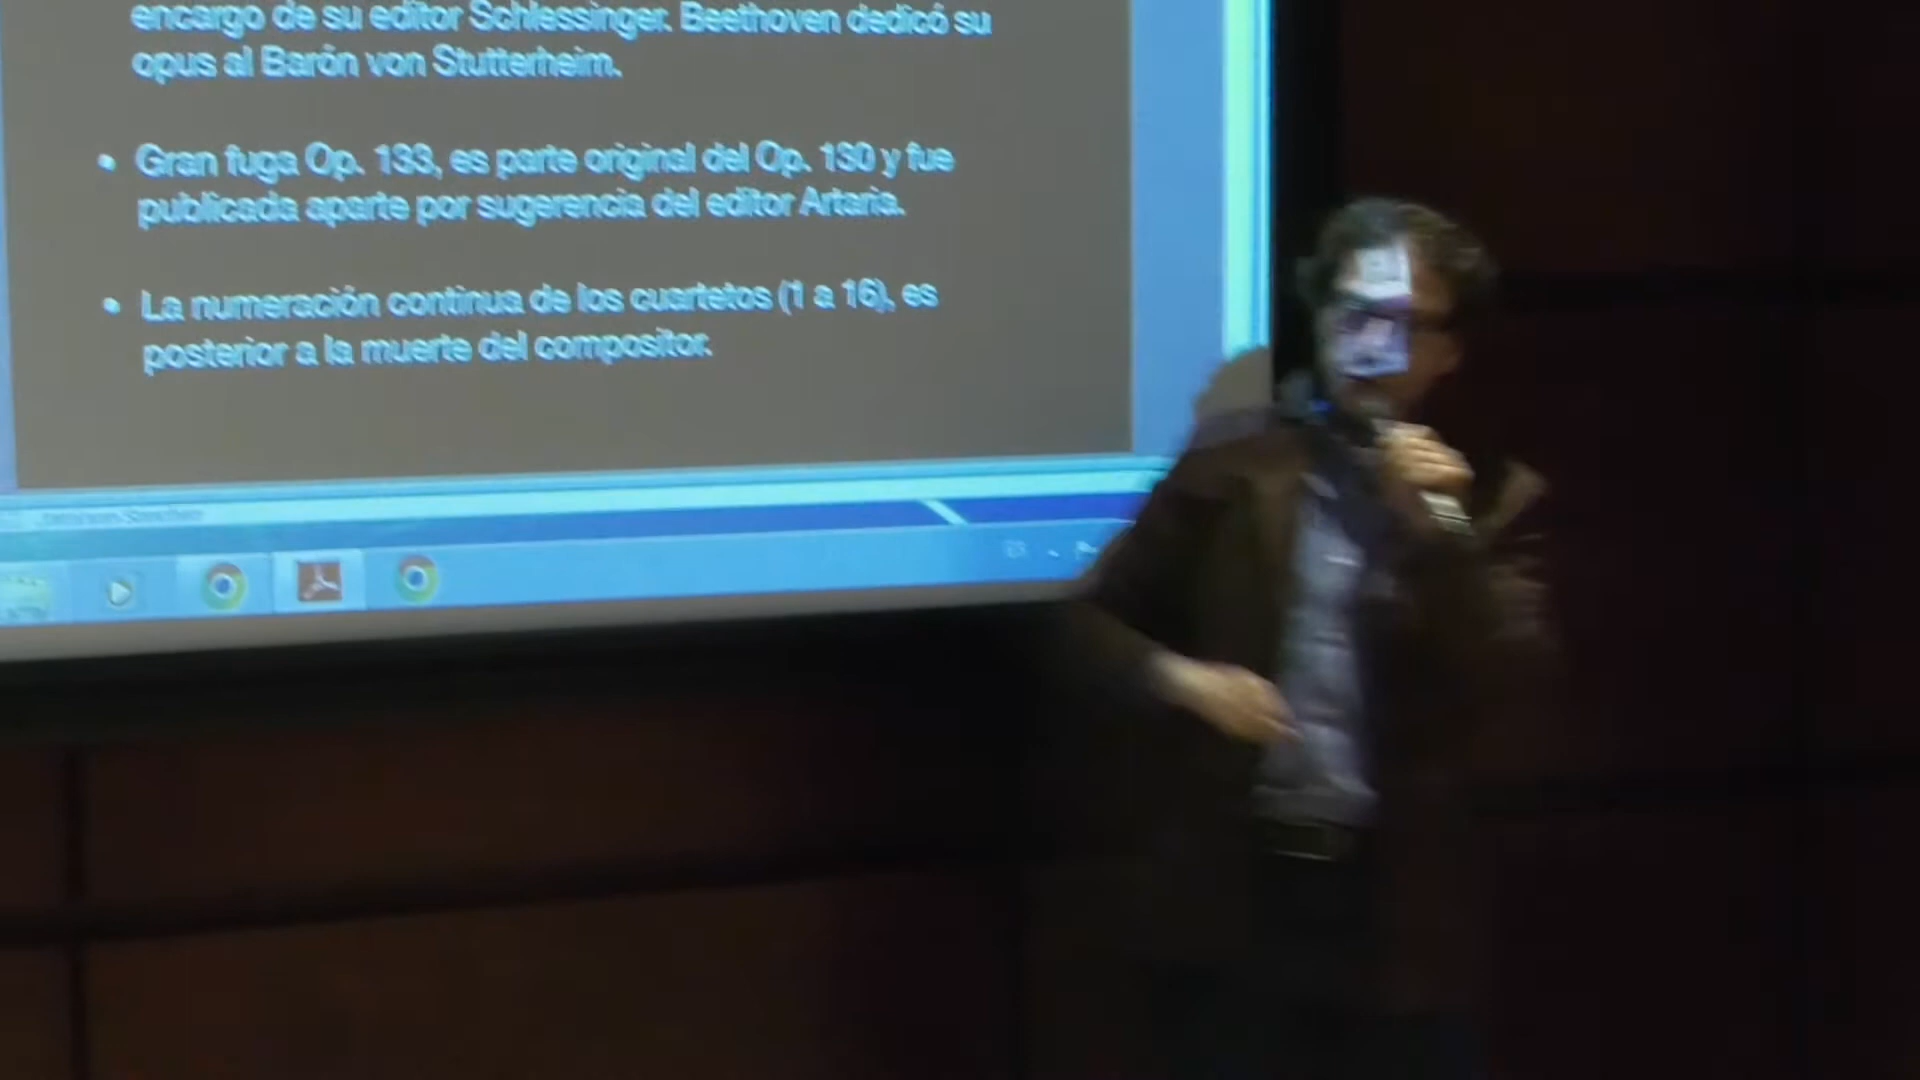 encargo de su editor Schlessinger. Beethoven dedicó su
opus al Barón von Stutterheim.
• Gran fuga Op. 133, es parte original del Op. 130 y fue
publicada aparte por sugerencia del editor Artaria.
• La numeración continua de los cuartetos (1 a 16), es
posterior a la muerte del compositor.